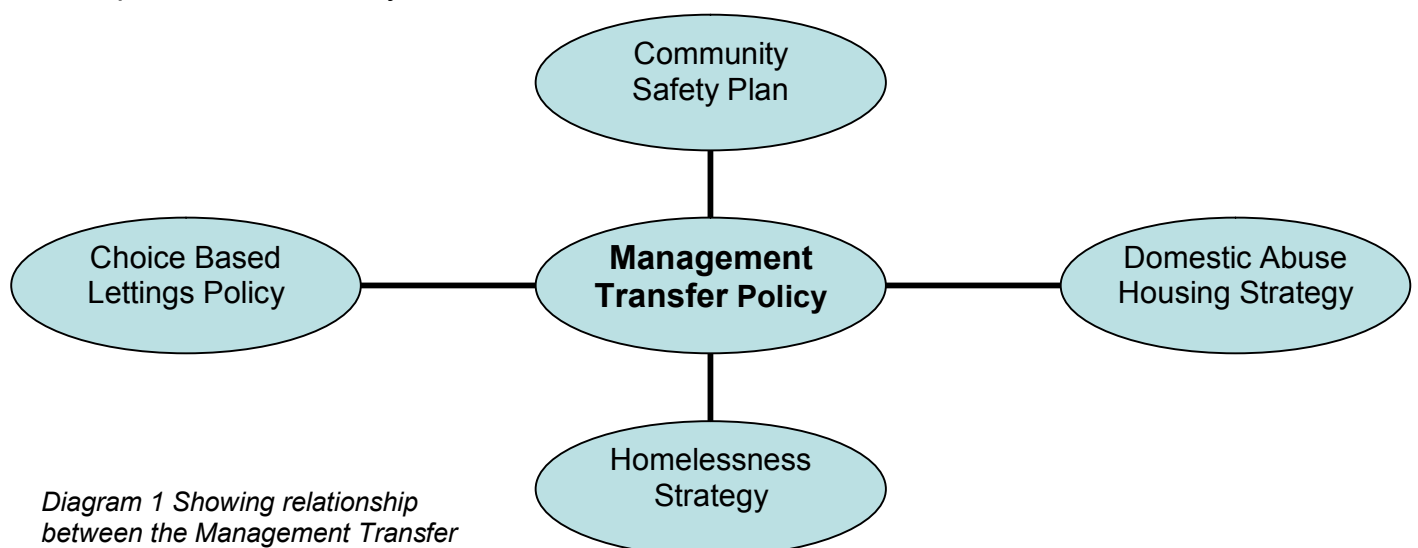 Community
Safety Plan
Choice Based
Lettings Policy
Management
Transfer Policy
Domestic Abuse
Housing Strategy
Homelessness
Strategy
Diagram 1 Showing relationship
between the Management Transfer